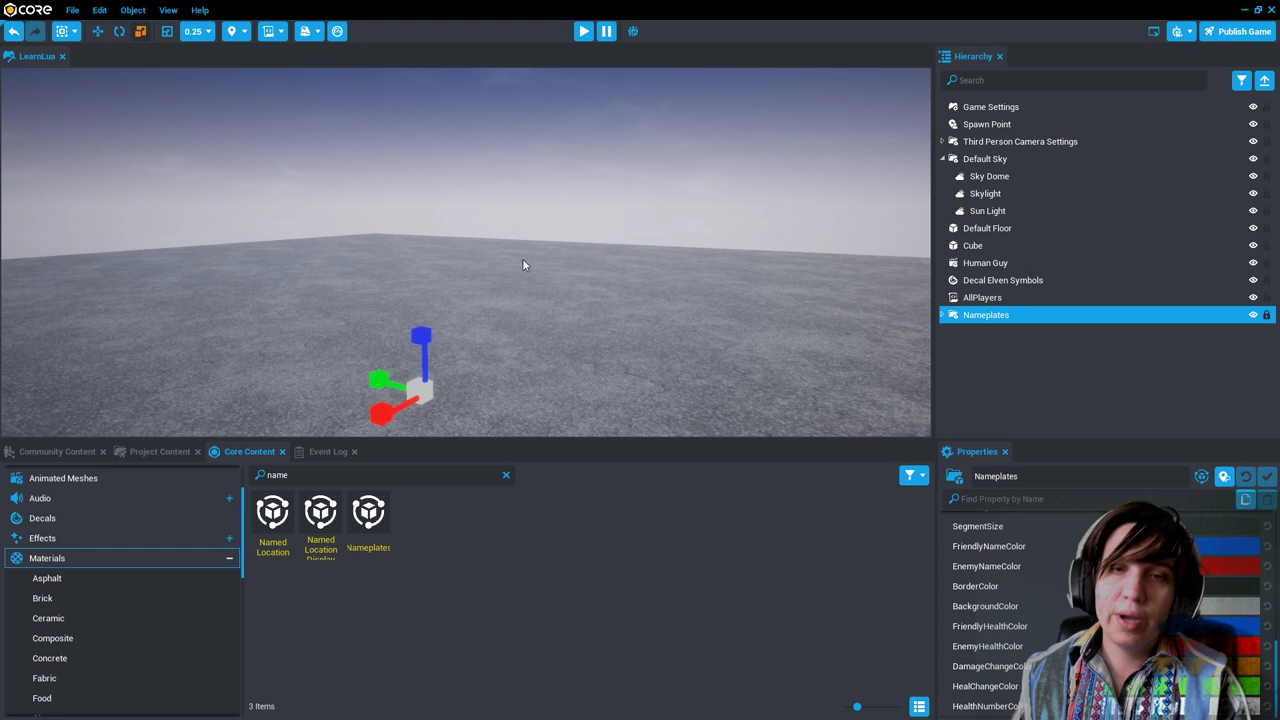 CORE File Edit Object View Help
0.25 Publish Game
LearnLua
Hierarchy
Search
Game Settings
Spawn Point
Third Person Camera Settings
Default Sky
Sky Dome
Skylight
Sun Light
Default Floor
Cube
Human Guy
Decal Elven Symbols
AllPlayers
Nameplates
Community Content Project Content Core Content Event Log
Animated Meshes
Audio
Decals
Effects
Materials
Asphalt
Brick
Ceramic
Composite
Concrete
Fabric
Food
name
Named Location
Named Location Display
Nameplates
3 Items
Properties
Nameplates
Find Property by Name
SegmentSize
FriendlyNameColor
EnemyNameColor
BorderColor
BackgroundColor
FriendlyHealthColor
EnemyHealthColor
DamageChangeCol
HealChangeColor
HealthNumberCol